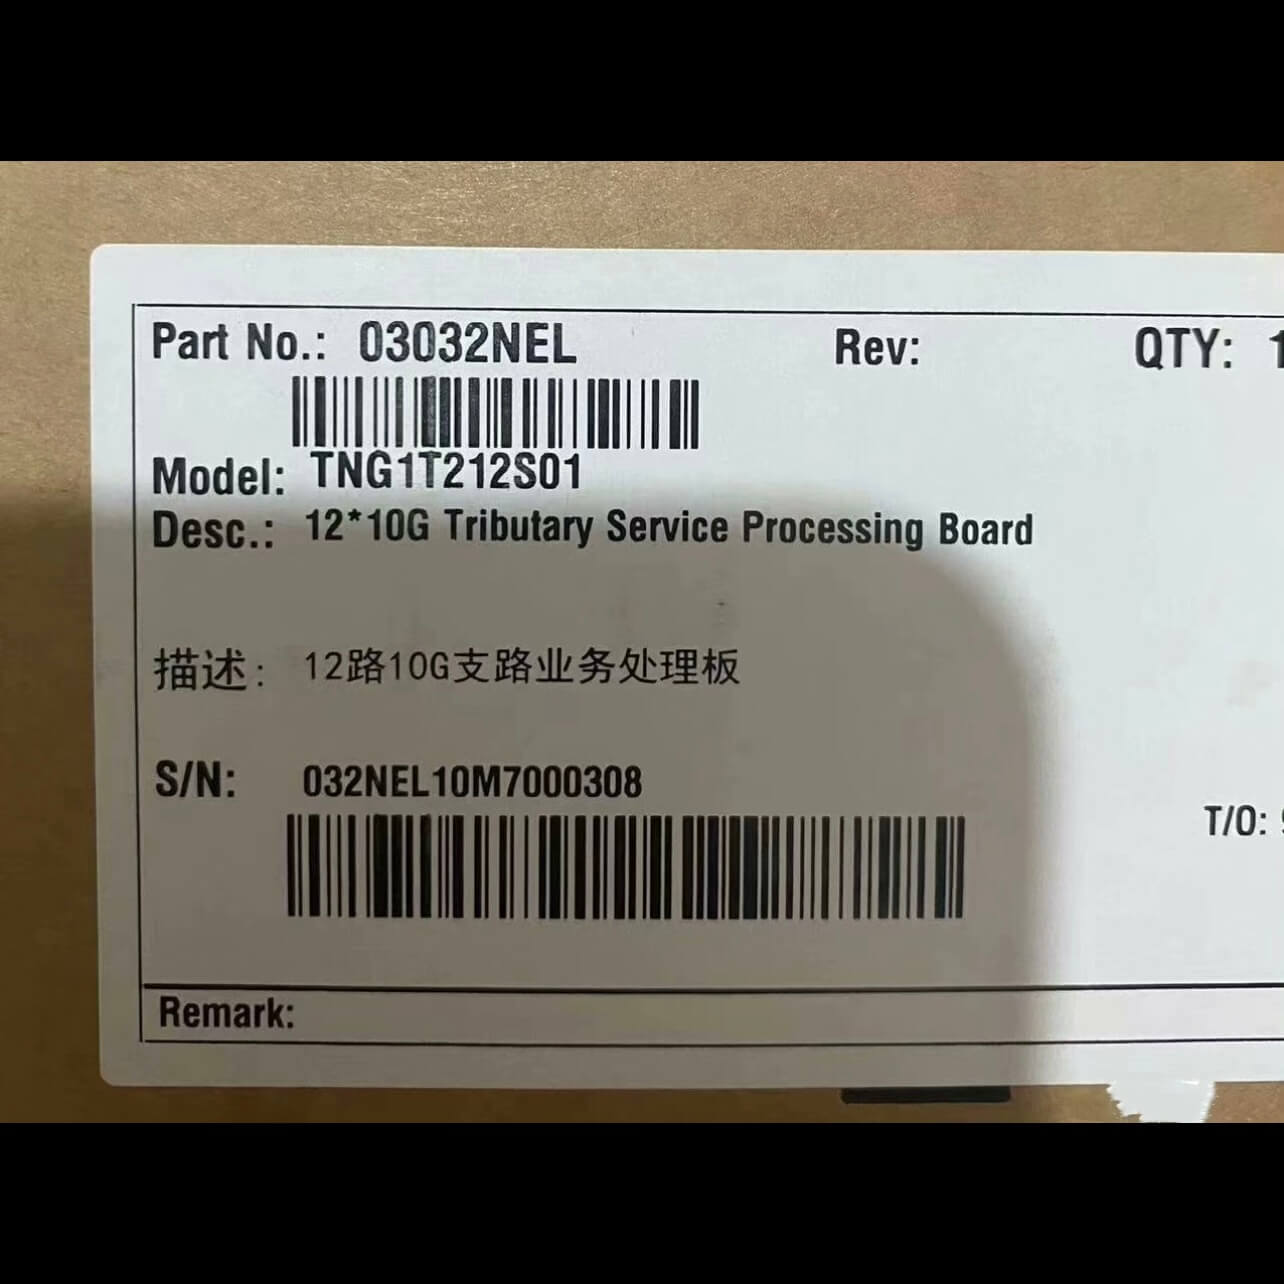 Part No.: 03032NEL Rev: QTY: 1
Model: TNG1T212S01
Desc.: 12*10G Tributary Service Processing Board
描述: 12路10G支路业务处理板
S/N: 032NEL10M7000308
T/O:
Remark: